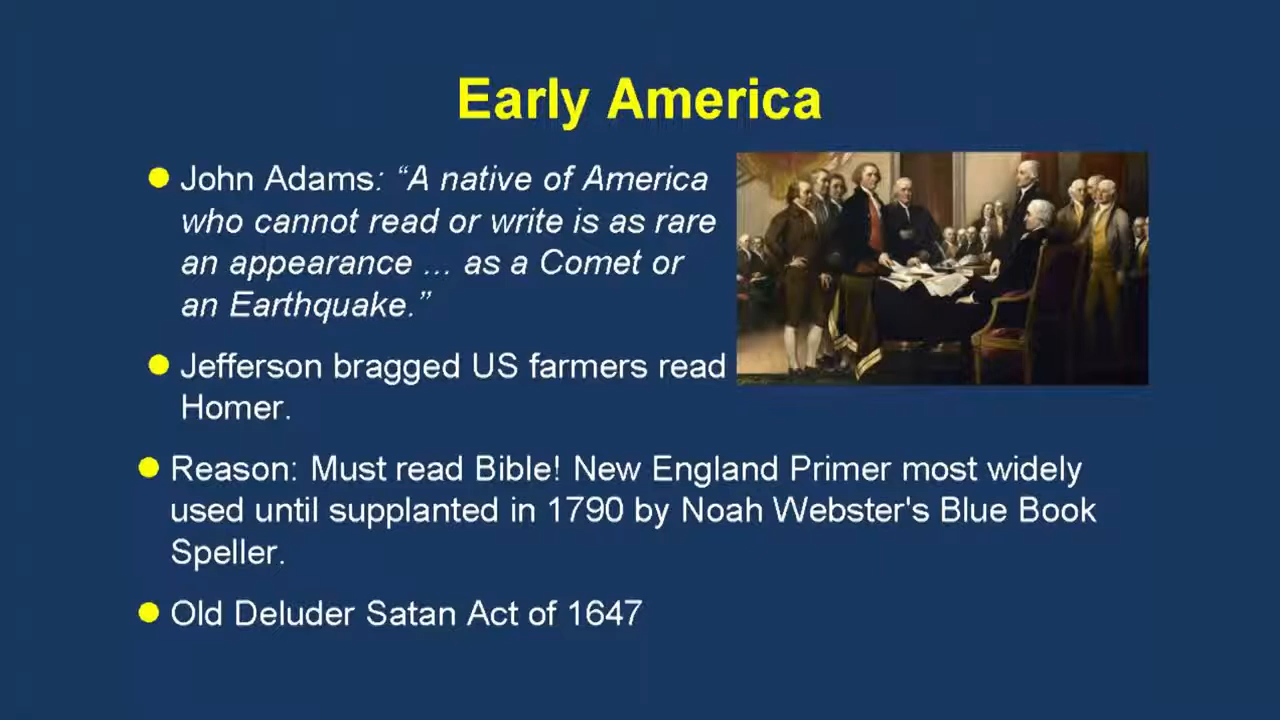 Early America
John Adams: “A native of America
who cannot read or write is as rare
an appearance ... as a Comet or
an Earthquake.”
Jefferson bragged US farmers read
Homer.
Reason: Must read Bible! New England Primer most widely
used until supplanted in 1790 by Noah Webster's Blue Book
Speller.
Old Deluder Satan Act of 1647